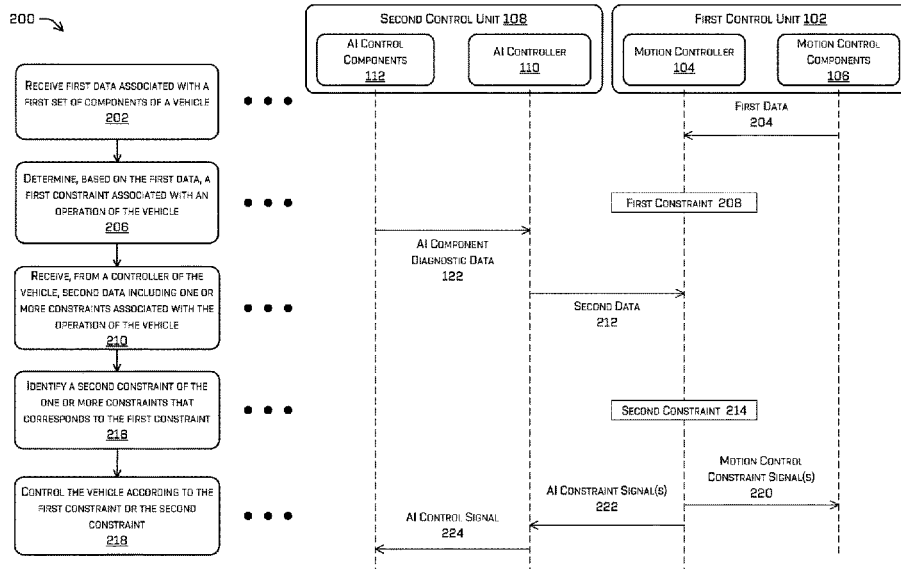 200
SECOND CONTROL UNIT 108
FIRST CONTROL UNIT 102
AI CONTROL
COMPONENTS
112
AI CONTROLLER
110
MOTION CONTROLLER
104
MOTION CONTROL
COMPONENTS
106
RECEIVE FIRST DATA ASSOCIATED WITH A
FIRST SET OF COMPONENTS OF A VEHICLE
202
FIRST DATA
204
DETERMINE, BASED ON THE FIRST DATA, A
FIRST CONSTRAINT ASSOCIATED WITH AN
OPERATION OF THE VEHICLE
206
FIRST CONSTRAINT 208
AI COMPONENT
DIAGNOSTIC DATA
122
RECEIVE, FROM A CONTROLLER OF THE
VEHICLE, SECOND DATA INCLUDING ONE OR
MORE CONSTRAINTS ASSOCIATED WITH THE
OPERATION OF THE VEHICLE
210
SECOND DATA
212
IDENTIFY A SECOND CONSTRAINT OF THE
ONE OR MORE CONSTRAINTS THAT
CORRESPONDS TO THE FIRST CONSTRAINT
216
SECOND CONSTRAINT 214
CONTROL THE VEHICLE ACCORDING TO THE
FIRST CONSTRAINT OR THE SECOND
CONSTRAINT
218
MOTION CONTROL
CONSTRAINT SIGNAL(S)
220
AI CONSTRAINT SIGNAL(S)
222
AI CONTROL SIGNAL
224